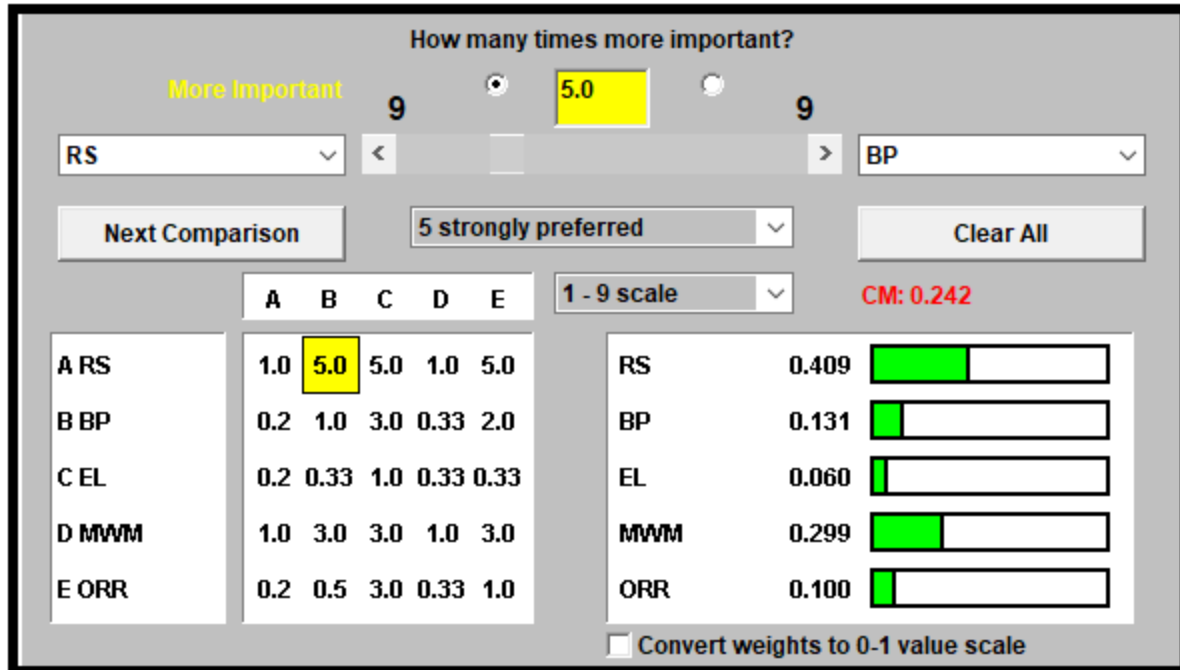 How many times more important?
More Important 9 5.0 9
RS < > BP
Next Comparison 5 strongly preferred Clear All
A B C D E 1 - 9 scale CM: 0.242
A RS 1.0 5.0 5.0 1.0 5.0 RS 0.409
B BP 0.2 1.0 3.0 0.33 2.0 BP 0.131
C EL 0.2 0.33 1.0 0.33 0.33 EL 0.060
D MWM 1.0 3.0 3.0 1.0 3.0 MWM 0.299
E ORR 0.2 0.5 3.0 0.33 1.0 ORR 0.100
Convert weights to 0-1 value scale